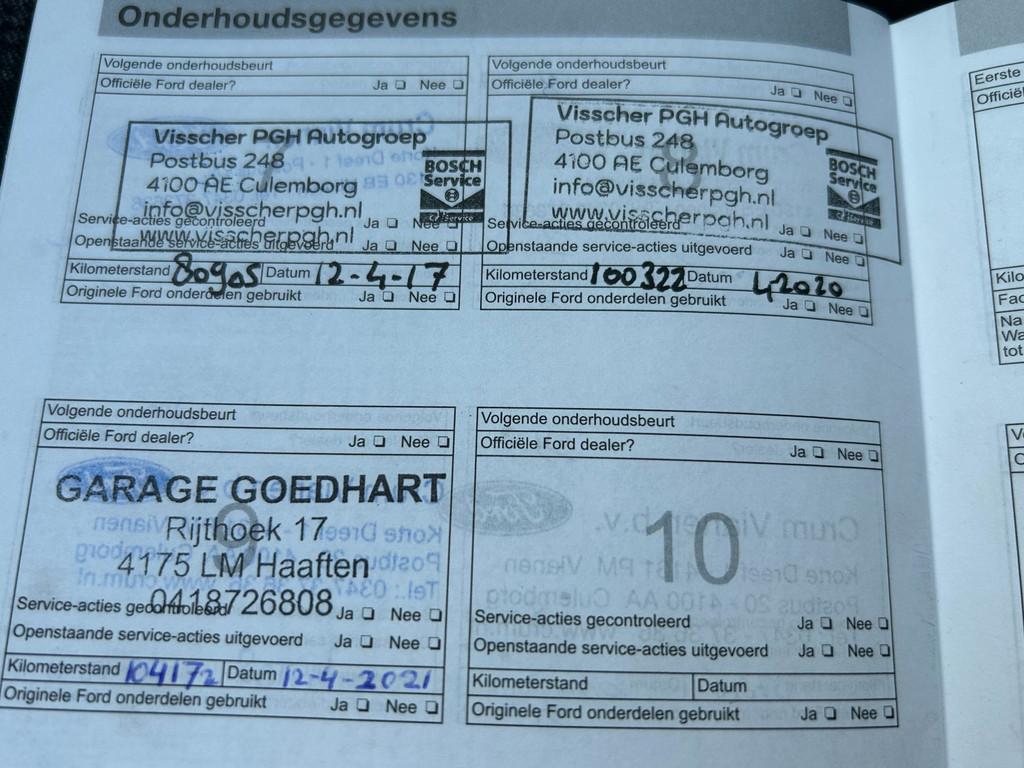 Onderhoudsgegevens
Volgende onderhoudsbeurt
Officiële Ford dealer? Ja Nee
Visscher PGH Autogroep
Postbus 248
4100 AE Culemborg
info@visscherpgh.nl
www.visscherpgh.nl
BOSCH
Service
Service-acties gecontroleerd Ja Nee
Openstaande service-acties uitgevoerd Ja Nee
Kilometerstand 80905 Datum 12-4-17
Originele Ford onderdelen gebruikt Ja Nee
Volgende onderhoudsbeurt
Officiële Ford dealer? Ja Nee
8
Visscher PGH Autogroep
Postbus 248
4100 AE Culemborg
info@visscherpgh.nl
www.visscherpgh.nl
BOSCH
Service
Service-acties gecontroleerd Ja Nee
Openstaande service-acties uitgevoerd Ja Nee
Kilometerstand 100322 Datum 42020
Originele Ford onderdelen gebruikt Ja Nee
Volgende onderhoudsbeurt
Officiële Ford dealer? Ja Nee
9
GARAGE GOEDHART
Rijthoek 17
4175 LM Haaften
0418726808
Service-acties gecontroleerd Ja Nee
Openstaande service-acties uitgevoerd Ja Nee
Kilometerstand 104172 Datum 12-4-2021
Originele Ford onderdelen gebruikt Ja Nee
Volgende onderhoudsbeurt
Officiële Ford dealer? Ja Nee
10
Service-acties gecontroleerd Ja Nee
Openstaande service-acties uitgevoerd Ja Nee
Kilometerstand Datum
Originele Ford onderdelen gebruikt Ja Nee
Eerste